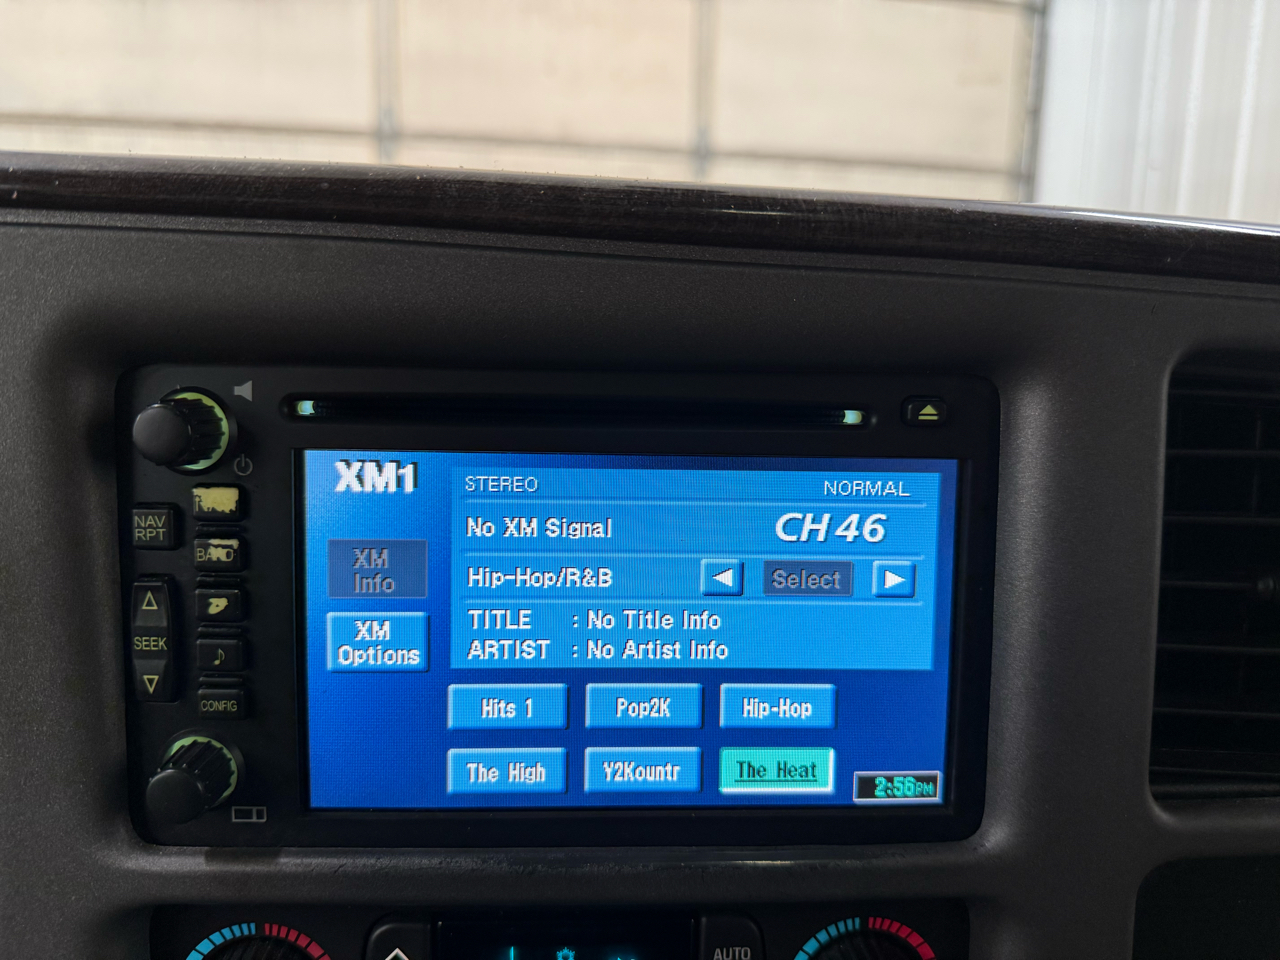 XM1
STEREO NORMAL
No XM Signal CH 46
XM Info
Hip-Hop/R&B Select
XM Options
TITLE : No Title Info
ARTIST : No Artist Info
Hits 1 Pop2K Hip-Hop
The High Y2Kountr The Heat
2:56PM
NAV
RPT
BAND
SEEK
CONFIG
AUTO